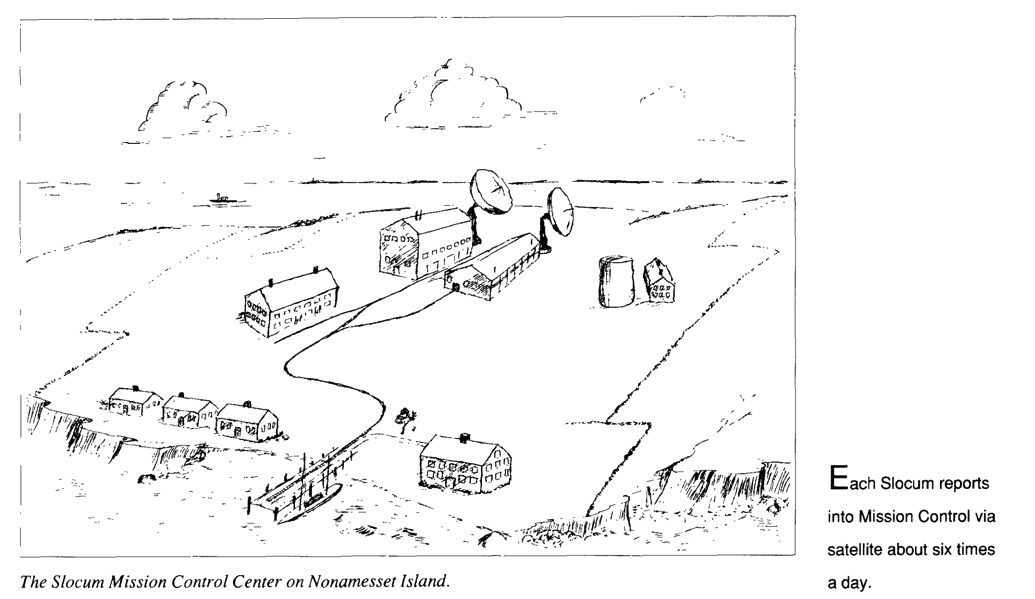 Each Slocum reports
into Mission Control via
satellite about six times
a day.
The Slocum Mission Control Center on Nonamesset Island.